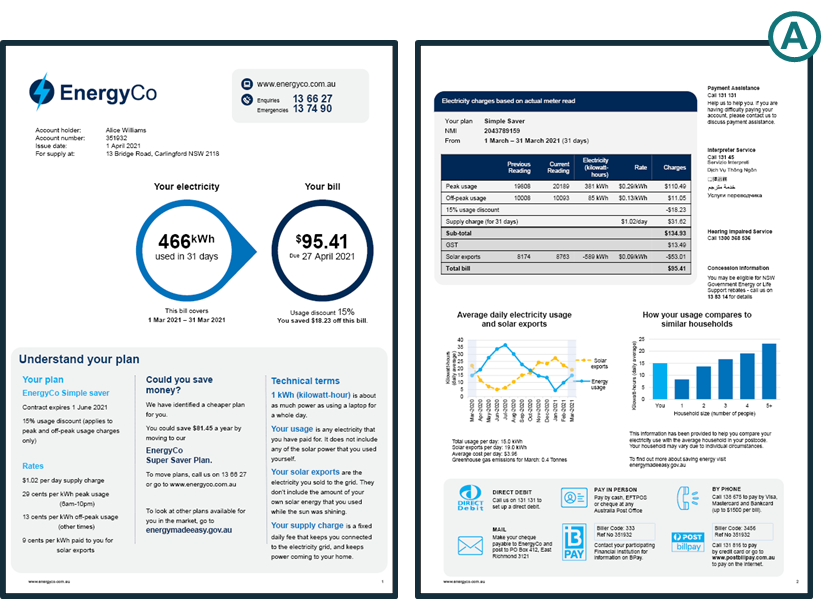 A
EnergyCo
www.energyco.com.au
Enquiries 13 66 27
Emergencies 13 74 90
Account holder: Alice Williams
Account number: 351932
Issue date: 1 April 2021
For supply at: 13 Bridge Road, Carlingford NSW 2118
Your electricity
466kWh
used in 31 days
This bill covers
1 Mar 2021 – 31 Mar 2021
Your bill
$95.41
Due 27 April 2021
Usage discount 15%
You saved $18.23 off this bill.
Understand your plan
Your plan
EnergyCo Simple saver
Contract expires 1 June 2021
15% usage discount (applies to
peak and off-peak usage charges
only)
Rates
$1.02 per day supply charge
29 cents per kWh peak usage
(6am-10pm)
13 cents per kWh off-peak usage
(other times)
9 cents per kWh paid to you for
solar exports
Could you save
money?
We have identified a cheaper plan
for you.
You could save $81.45 a year by
moving to our
EnergyCo
Super Saver Plan.
To move plans, call us on 13 66 27
or go to www.energyco.com.au
To look at other plans available for
you in the market, go to
energymadeeasy.gov.au
Technical terms
1 kWh (kilowatt-hour) is about
as much power as using a laptop for
a whole day.
Your usage is any electricity that
you have paid for. It does not include
any of the solar power that you used
yourself.
Your solar exports are the
electricity you sold to the grid. They
don't include the amount of your
own solar energy that you used
while the sun was shining.
Your supply charge is a fixed
daily fee that keeps you connected
to the electricity grid, and keeps
power coming to your home.
www.energyco.com.au 1
Electricity charges based on actual meter read
Your plan Simple Saver
NMI 2043789159
From 1 March – 31 March 2021 (31 days)
Previous Reading Current Reading Electricity (kilowatt-hours) Rate Charges
Peak usage 19808 20189 381 kWh $0.29/kWh $110.49
Off-peak usage 10008 10093 85 kWh $0.13/kWh $11.05
15% usage discount -$18.23
Supply charge (for 31 days) $1.02/day $31.62
Sub-total $134.93
GST $13.49
Solar exports 8174 8763 -589 kWh $0.09/kWh -$53.01
Total bill $95.41
Payment Assistance
Call 131 131
Help us to help you. If you are
having difficulty paying your
account, please contact us to
discuss payment assistance.
Interpreter Service
Call 131 45
Servizio Interpreti
Dịch Vụ Thông Ngôn
خدمة مترجم
Услуги переводчика
Hearing Impaired Service
Call 1300 368 536
Concession Information
You may be eligible for NSW
Government Energy or Life
Support rebates - call us on
13 83 14 for details
Average daily electricity usage
and solar exports
Kilowatt-hours
(daily average)
40
35
30
25
20
15
10
5
0
Mar-2020 Apr-2020 May-2020 Jun-2020 Jul-2020 Aug-2020 Sep-2020 Oct-2020 Nov-2020 Dec-2020 Jan-2021 Feb-2021 Mar-2021
Solar
exports
Energy
usage
Total usage per day: 15.0 kWh
Solar exports per day: 19.0 kWh
Average cost per day: $3.96
Greenhouse gas emissions for March: 0.4 Tonnes
How your usage compares to
similar households
Kilowatt-hours (daily average)
25
20
15
10
5
0
You 1 2 3 4 5+
Household size (number of people)
This information has been provided to help you compare your
electricity use with the average household in your postcode.
Your household may vary due to individual circumstances.
To find out more about saving energy visit
energymadeeasy.gov.au
DIRECT
Debit
DIRECT DEBIT
Call us on 131 131 to
set up a direct debit.
PAY IN PERSON
Pay by cash, EFTPOS
or cheque at any
Australia Post Office
BY PHONE
Call 138 675 to pay by Visa,
Mastercard and Bankcard
(up to $1500 per bill).
MAIL
Make your cheque
payable to EnergyCo and
post to PO Box 412, East
Richmond 3121
B
PAY
Biller Code: 333
Ref No 351932
Contact your participating
Financial institution for
information on BPay.
POST
billpay
Biller Code: 3456
Ref No 351932
Call 131 816 to pay
by credit card or go to
www.postbillpay.com.au
to pay on the internet.
www.energyco.com.au 2